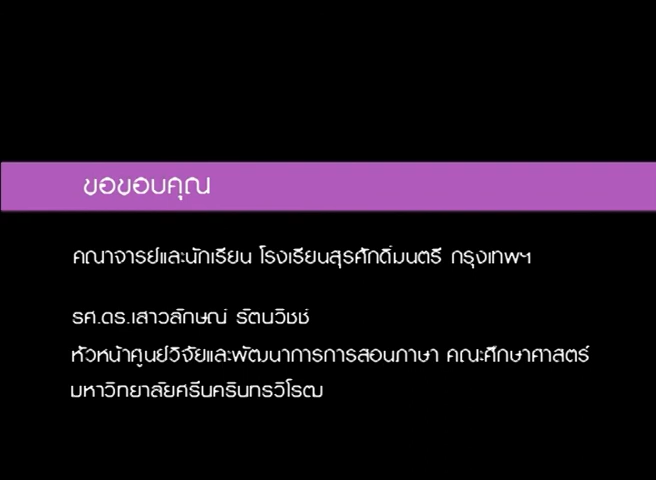 ขอขอบคุณ
คณาจารย์และนักเรียน โรงเรียนสุรศักดิ์มนตรี กรุงเทพฯ
รศ.ดร.เสาวลักษณ์ รัตนวิชช์
หัวหน้าศูนย์วิจัยและพัฒนาการการสอนภาษา คณะศึกษาศาสตร์
มหาวิทยาลัยศรีนครินทรวิโรฒ